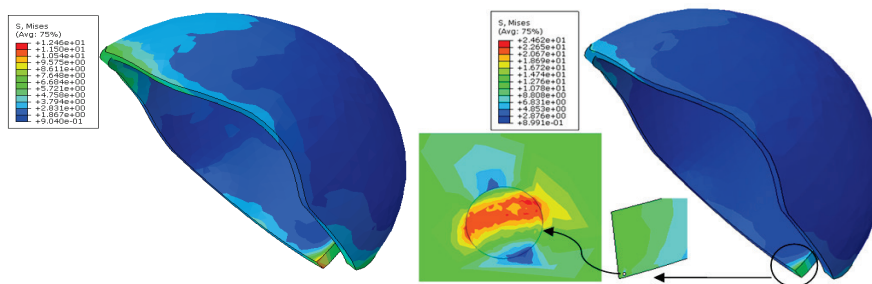 S, Mises
(Avg: 75%)
+1.246e+01
+1.150e+01
+1.054e+01
+9.575e+00
+8.611e+00
+7.648e+00
+6.684e+00
+5.721e+00
+4.758e+00
+3.794e+00
+2.831e+00
+1.867e+00
+9.040e-01
S, Mises
(Avg: 75%)
+2.462e+01
+2.265e+01
+2.067e+01
+1.869e+01
+1.672e+01
+1.474e+01
+1.276e+01
+1.078e+01
+8.808e+00
+6.831e+00
+4.853e+00
+2.876e+00
+8.991e-01